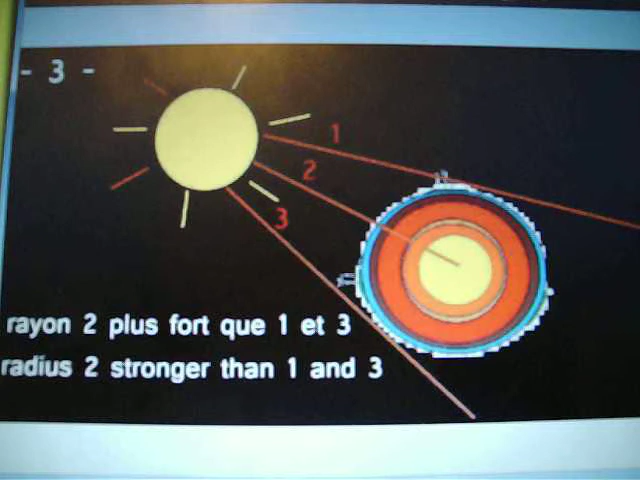 - 3 -
1
2
3
rayon 2 plus fort que 1 et 3
radius 2 stronger than 1 and 3